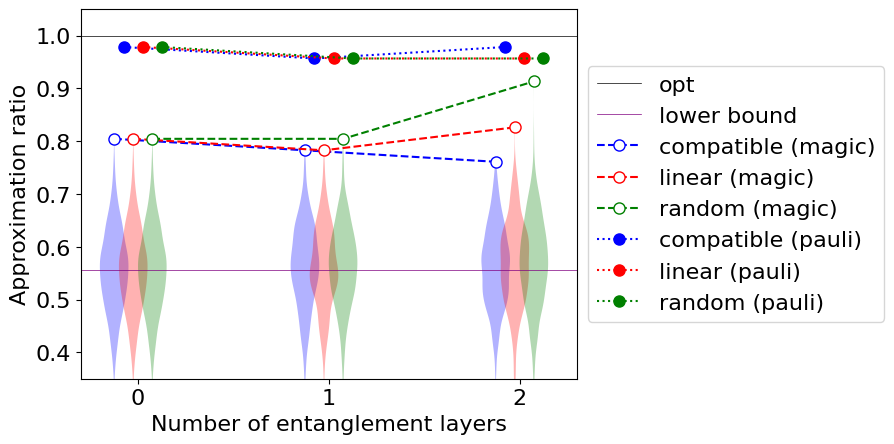 1.0
0.9
0.8
0.7
0.6
0.5
0.4
Approximation ratio
0 1 2
Number of entanglement layers
opt
lower bound
compatible (magic)
linear (magic)
random (magic)
compatible (pauli)
linear (pauli)
random (pauli)